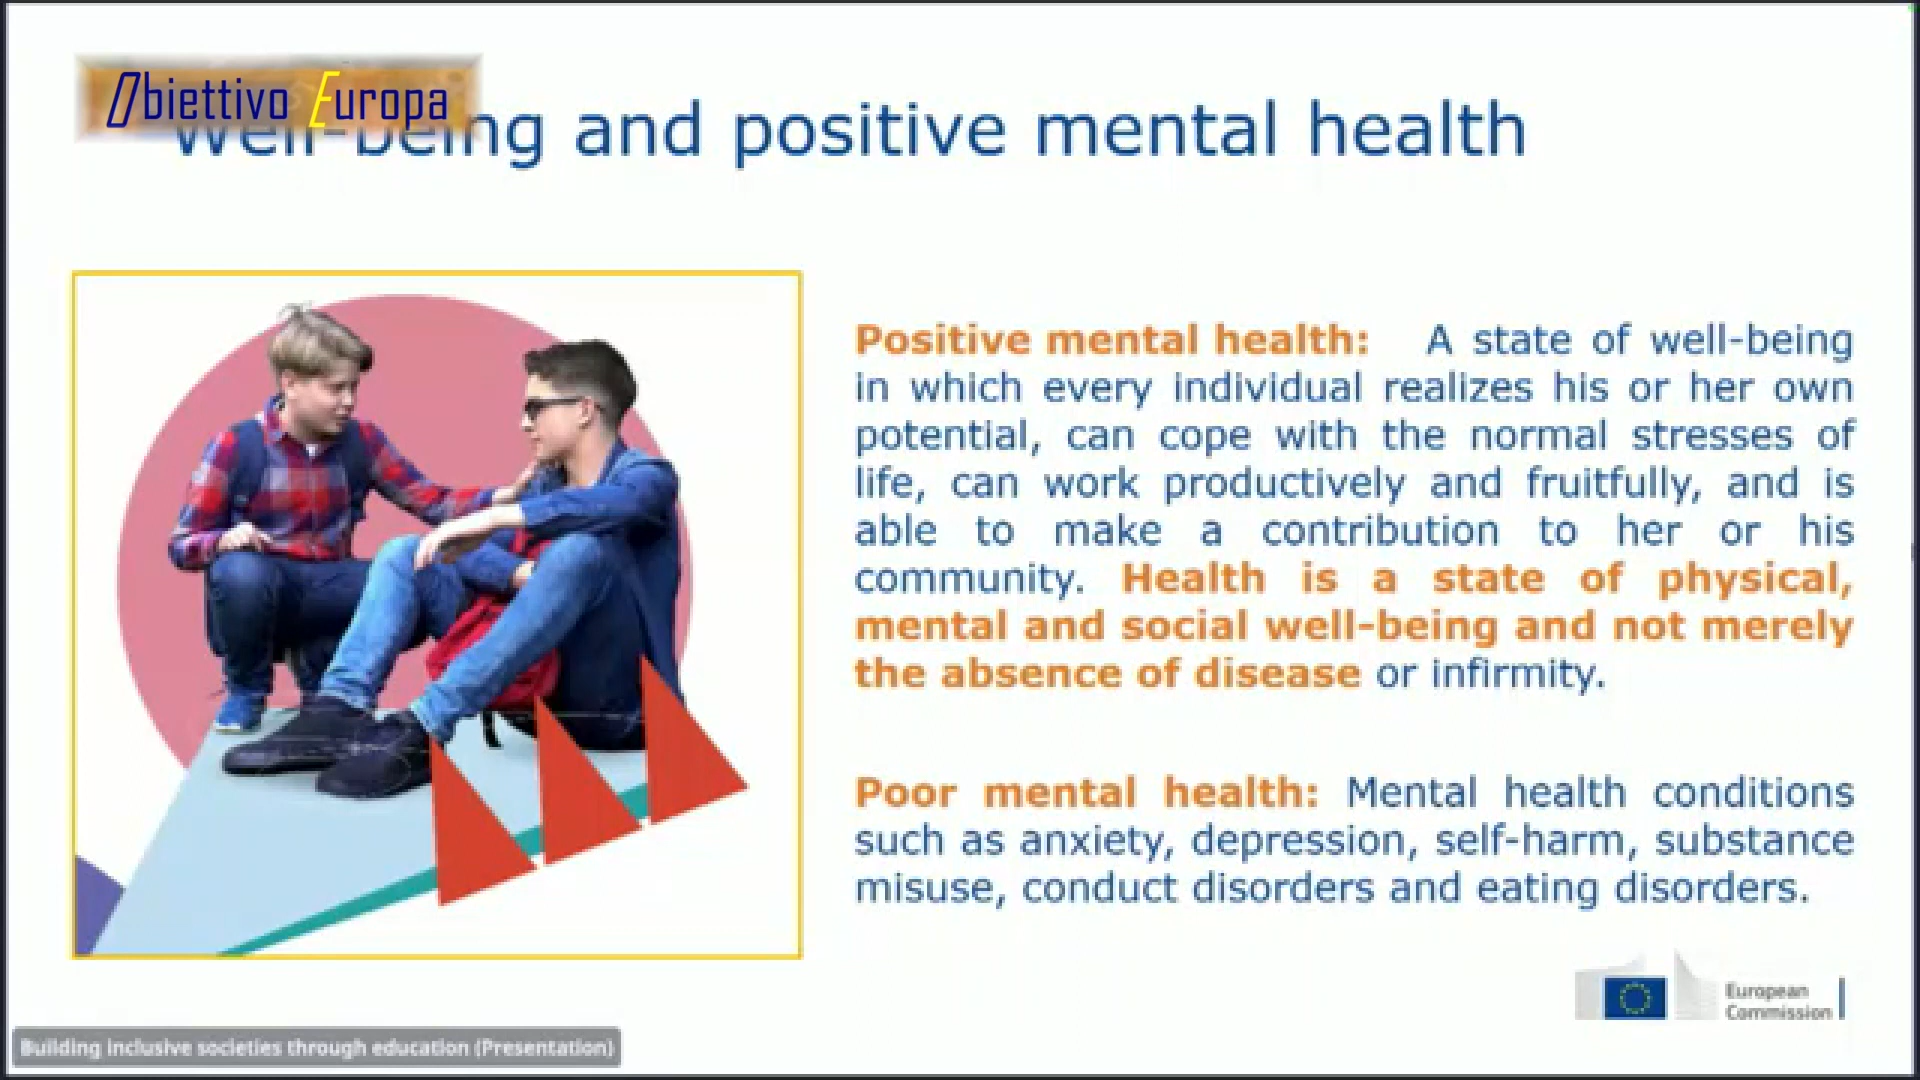 Obiettivo Europa
Well-being and positive mental health
Positive mental health: A state of well-being
in which every individual realizes his or her own
potential, can cope with the normal stresses of
life, can work productively and fruitfully, and is
able to make a contribution to her or his
community. Health is a state of physical,
mental and social well-being and not merely
the absence of disease or infirmity.
Poor mental health: Mental health conditions
such as anxiety, depression, self-harm, substance
misuse, conduct disorders and eating disorders.
European
Commission
Building inclusive societies through education (Presentation)